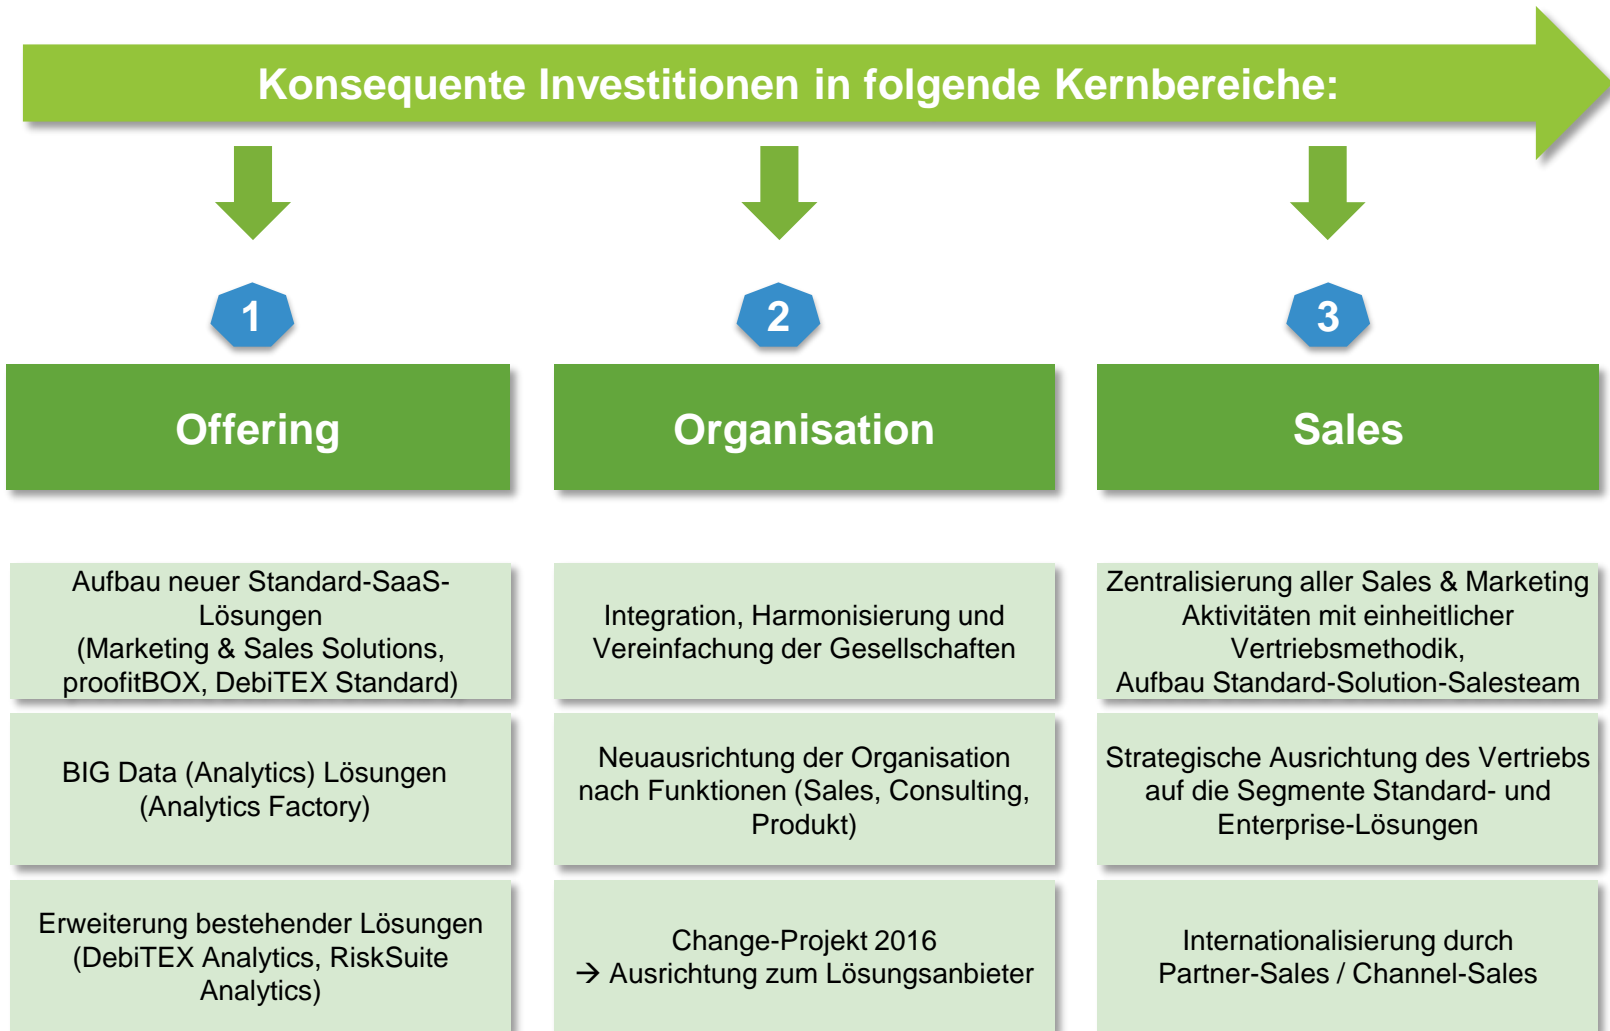 Konsequente Investitionen in folgende Kernbereiche:
1
Offering
Aufbau neuer Standard-SaaS-
Lösungen
(Marketing & Sales Solutions,
proofitBOX, DebiTEX Standard)
BIG Data (Analytics) Lösungen
(Analytics Factory)
Erweiterung bestehender Lösungen
(DebiTEX Analytics, RiskSuite
Analytics)
2
Organisation
Integration, Harmonisierung und
Vereinfachung der Gesellschaften
Neuausrichtung der Organisation
nach Funktionen (Sales, Consulting,
Produkt)
Change-Projekt 2016
→ Ausrichtung zum Lösungsanbieter
3
Sales
Zentralisierung aller Sales & Marketing
Aktivitäten mit einheitlicher
Vertriebsmethodik,
Aufbau Standard-Solution-Salesteam
Strategische Ausrichtung des Vertriebs
auf die Segmente Standard- und
Enterprise-Lösungen
Internationalisierung durch
Partner-Sales / Channel-Sales